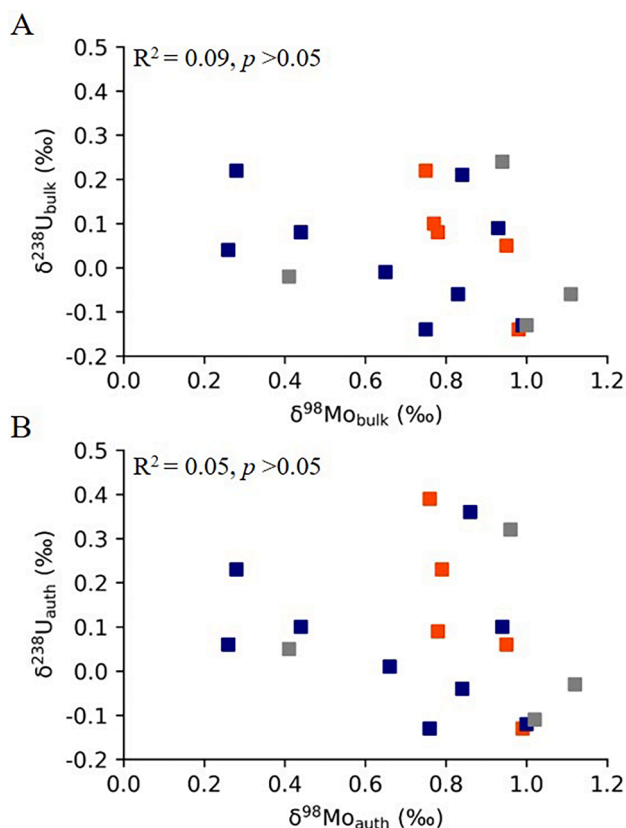 A
R² = 0.09, p >0.05
0.5
0.4
0.3
0.2
0.1
0.0
-0.1
-0.2
δ²³⁸U_bulk (‰)
0.0 0.2 0.4 0.6 0.8 1.0 1.2
δ⁹⁸Mo_bulk (‰)
B
R² = 0.05, p >0.05
0.5
0.4
0.3
0.2
0.1
0.0
-0.1
-0.2
δ²³⁸U_auth (‰)
0.0 0.2 0.4 0.6 0.8 1.0 1.2
δ⁹⁸Mo_auth (‰)